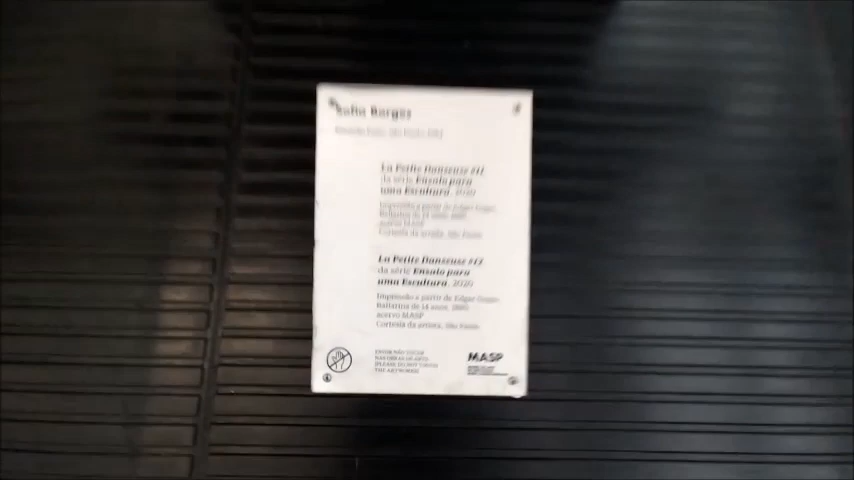 Sofia Borges
La Petite Danseuse #11
da série Ensaio para
uma Escultura, 2020
Impressão a partir de Edgar Degas,
Bailarina de 14 anos, 1880
acervo MASP
Cortesia da artista, São Paulo
La Petite Danseuse #12
da série Ensaio para
uma Escultura, 2020
Impressão a partir de Edgar Degas,
Bailarina de 14 anos, 1880
acervo MASP
Cortesia da artista, São Paulo
FAVOR NÃO TOCAR
NAS OBRAS DE ARTE
PLEASE DO NOT TOUCH
THE ARTWORKS
MASP